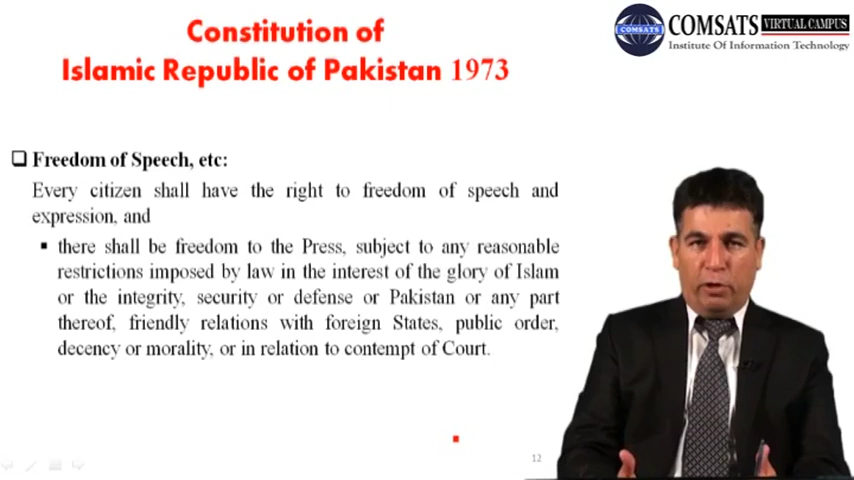 Constitution of
Islamic Republic of Pakistan 1973
COMSATS
COMSATS VIRTUAL CAMPUS
Institute Of Information Technology
❑ Freedom of Speech, etc:
Every citizen shall have the right to freedom of speech and
expression, and
▪ there shall be freedom to the Press, subject to any reasonable
restrictions imposed by law in the interest of the glory of Islam
or the integrity, security or defense or Pakistan or any part
thereof, friendly relations with foreign States, public order,
decency or morality, or in relation to contempt of Court.
12